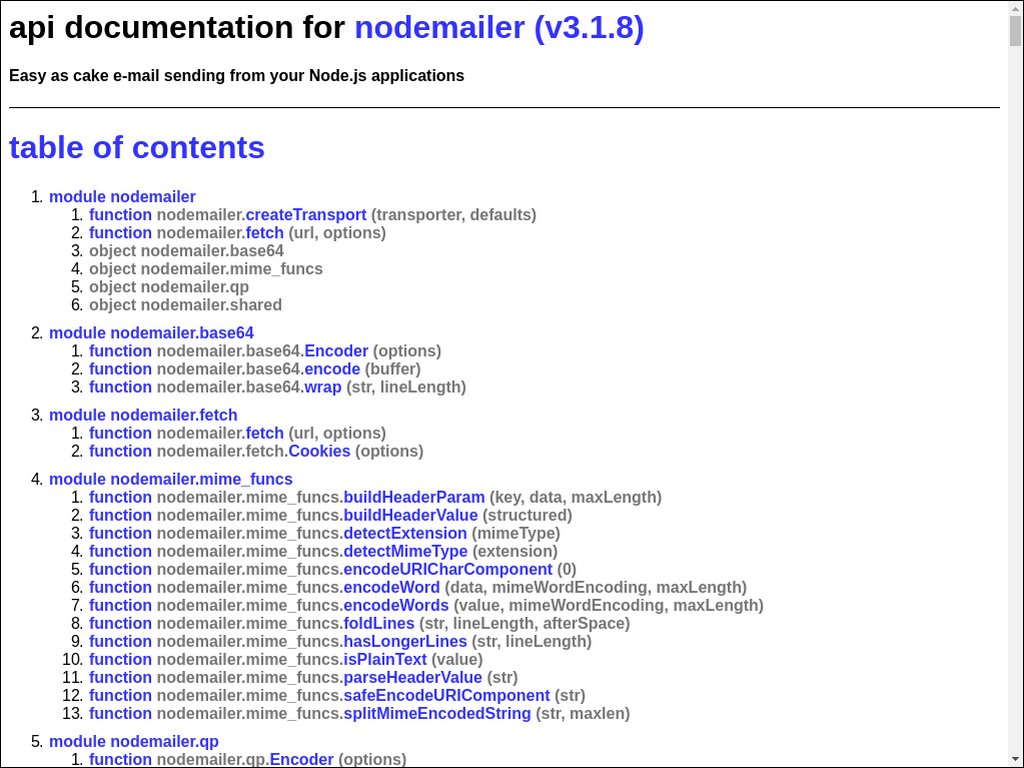 api documentation for nodemailer (v3.1.8)
Easy as cake e-mail sending from your Node.js applications
table of contents
1. module nodemailer
1. function nodemailer.createTransport (transporter, defaults)
2. function nodemailer.fetch (url, options)
3. object nodemailer.base64
4. object nodemailer.mime_funcs
5. object nodemailer.qp
6. object nodemailer.shared
2. module nodemailer.base64
1. function nodemailer.base64.Encoder (options)
2. function nodemailer.base64.encode (buffer)
3. function nodemailer.base64.wrap (str, lineLength)
3. module nodemailer.fetch
1. function nodemailer.fetch (url, options)
2. function nodemailer.fetch.Cookies (options)
4. module nodemailer.mime_funcs
1. function nodemailer.mime_funcs.buildHeaderParam (key, data, maxLength)
2. function nodemailer.mime_funcs.buildHeaderValue (structured)
3. function nodemailer.mime_funcs.detectExtension (mimeType)
4. function nodemailer.mime_funcs.detectMimeType (extension)
5. function nodemailer.mime_funcs.encodeURICharComponent (0)
6. function nodemailer.mime_funcs.encodeWord (data, mimeWordEncoding, maxLength)
7. function nodemailer.mime_funcs.encodeWords (value, mimeWordEncoding, maxLength)
8. function nodemailer.mime_funcs.foldLines (str, lineLength, afterSpace)
9. function nodemailer.mime_funcs.hasLongerLines (str, lineLength)
10. function nodemailer.mime_funcs.isPlainText (value)
11. function nodemailer.mime_funcs.parseHeaderValue (str)
12. function nodemailer.mime_funcs.safeEncodeURIComponent (str)
13. function nodemailer.mime_funcs.splitMimeEncodedString (str, maxlen)
5. module nodemailer.qp
1. function nodemailer.qp.Encoder (options)